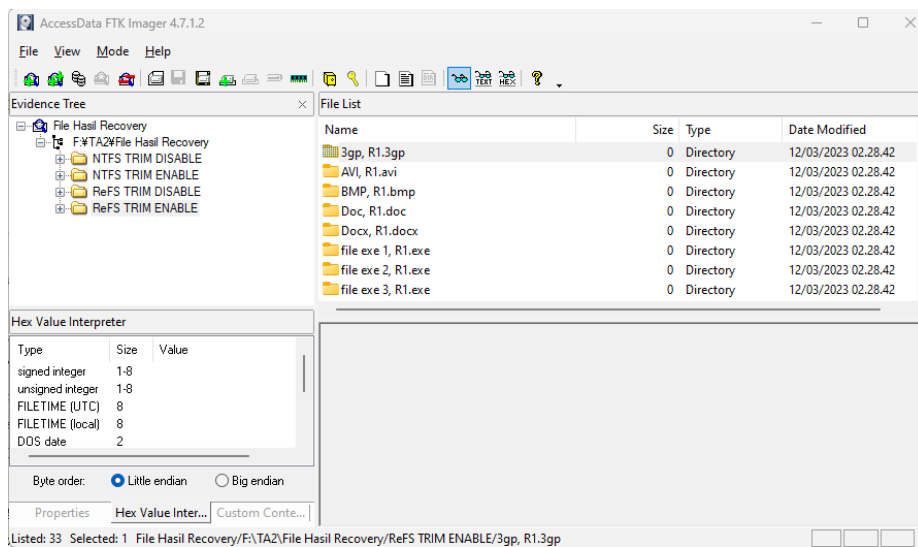 AccessData FTK Imager 4.7.1.2
File View Mode Help
Evidence Tree
File Hasil Recovery
F:¥TA2¥File Hasil Recovery
NTFS TRIM DISABLE
NTFS TRIM ENABLE
ReFS TRIM DISABLE
ReFS TRIM ENABLE
File List
Name Size Type Date Modified
3gp, R1.3gp 0 Directory 12/03/2023 02.28.42
AVI, R1.avi 0 Directory 12/03/2023 02.28.42
BMP, R1.bmp 0 Directory 12/03/2023 02.28.42
Doc, R1.doc 0 Directory 12/03/2023 02.28.42
Docx, R1.docx 0 Directory 12/03/2023 02.28.42
file exe 1, R1.exe 0 Directory 12/03/2023 02.28.42
file exe 2, R1.exe 0 Directory 12/03/2023 02.28.42
file exe 3, R1.exe 0 Directory 12/03/2023 02.28.42
Hex Value Interpreter
Type Size Value
signed integer 1-8
unsigned integer 1-8
FILETIME (UTC) 8
FILETIME (local) 8
DOS date 2
Byte order: Little endian Big endian
Properties Hex Value Inter... Custom Conte...
Listed: 33 Selected: 1 File Hasil Recovery/F:\TA2\File Hasil Recovery/ReFS TRIM ENABLE/3gp, R1.3gp